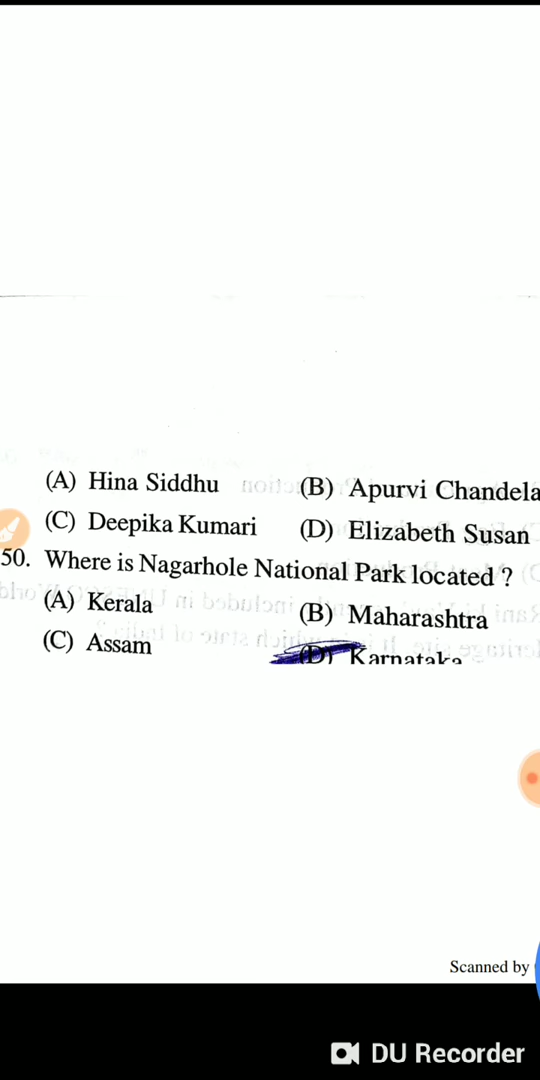 (A) Hina Siddhu (B) Apurvi Chandela
(C) Deepika Kumari (D) Elizabeth Susan
50. Where is Nagarhole National Park located ?
(A) Kerala (B) Maharashtra
(C) Assam (D) Karnataka
Scanned by
DU Recorder